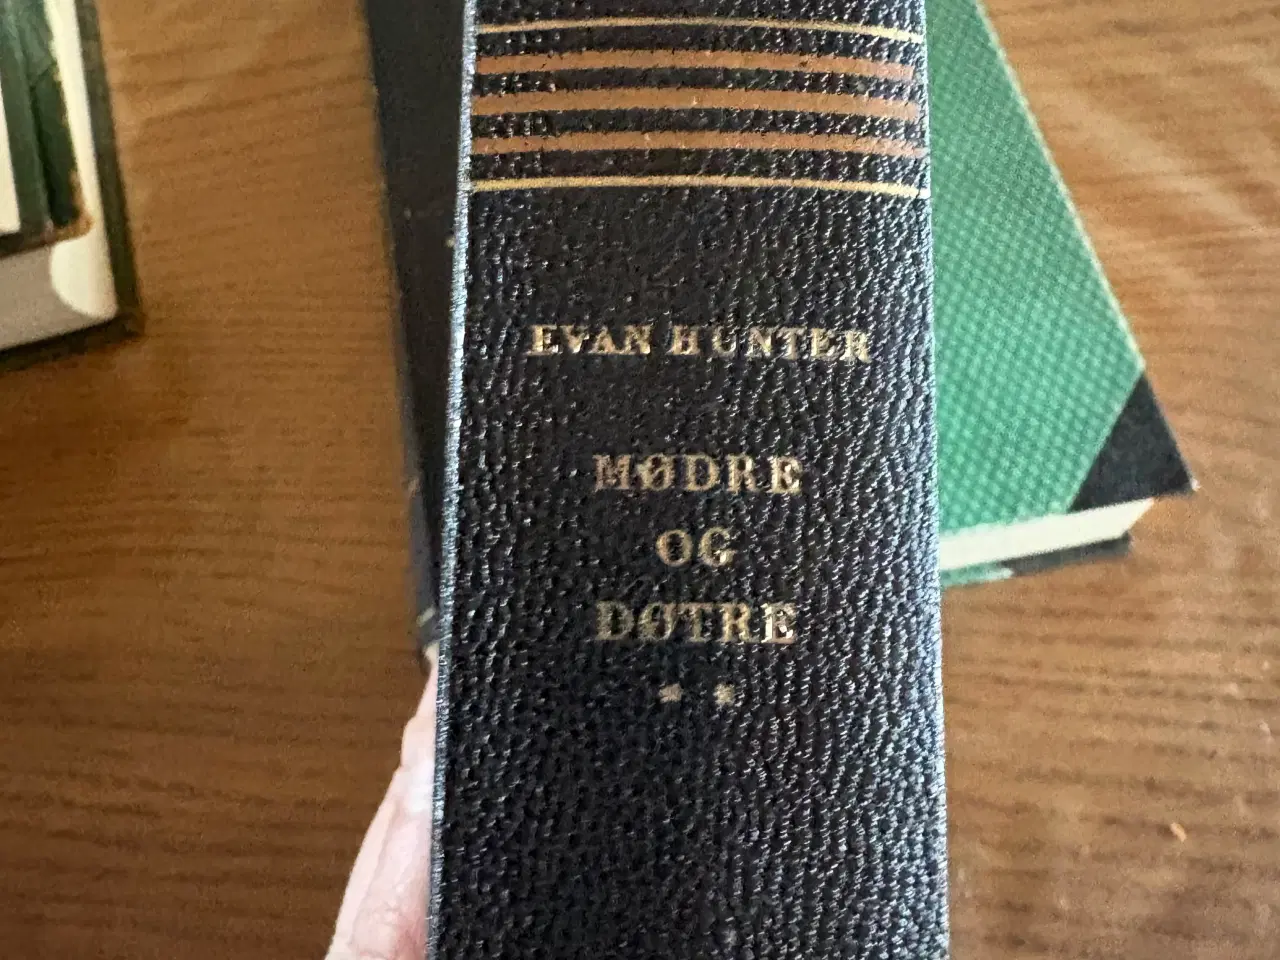 EVAN HUNTER
MØDRE
OG
DØTRE
* *